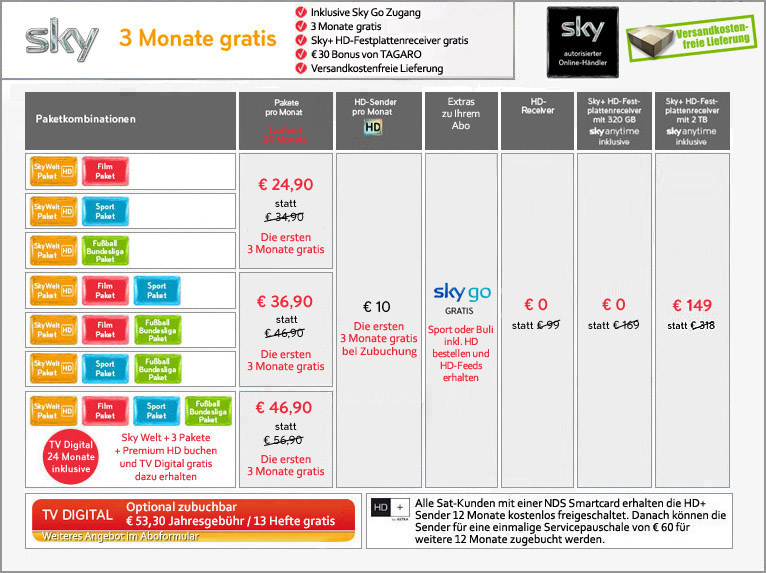 sky
3 Monate gratis
Inklusive Sky Go Zugang
3 Monate gratis
Sky+ HD-Festplattenreceiver gratis
€ 30 Bonus von TAGARO
Versandkostenfreie Lieferung
sky
autorisierter
Online-Händler
Versandkosten-
freie Lieferung
Paketkombinationen
Pakete
pro Monat
Laufzeit
24 Monate
HD-Sender
pro Monat
HD
Extras
zu Ihrem
Abo
HD-
Receiver
Sky+ HD-Fest-
plattenreceiver
mit 320 GB
sky anytime
inklusive
Sky+ HD-Fest-
plattenreceiver
mit 2 TB
sky anytime
inklusive
Sky Welt
Paket HD
Film
Paket
Sky Welt
Paket HD
Sport
Paket
Sky Welt
Paket HD
Fußball
Bundesliga
Paket
€ 24,90
statt
€ 34,90
Die ersten
3 Monate gratis
Sky Welt
Paket HD
Film
Paket
Sport
Paket
Sky Welt
Paket HD
Film
Paket
Fußball
Bundesliga
Paket
Sky Welt
Paket HD
Sport
Paket
Fußball
Bundesliga
Paket
€ 36,90
statt
€ 46,90
Die ersten
3 Monate gratis
Sky Welt
Paket HD
Film
Paket
Sport
Paket
Fußball
Bundesliga
Paket
TV Digital
24 Monate
inklusive
Sky Welt + 3 Pakete
+ Premium HD buchen
und TV Digital gratis
dazu erhalten
€ 46,90
statt
€ 56,90
Die ersten
3 Monate gratis
€ 10
Die ersten
3 Monate gratis
bei Zubuchung
sky go
GRATIS
Sport oder Buli
inkl. HD
bestellen und
HD-Feeds
erhalten
€ 0
statt € 99
€ 0
statt € 169
€ 149
statt € 318
TV DIGITAL
Optional zubuchbar
€ 53,30 Jahresgebühr / 13 Hefte gratis
Weiteres Angebot im Aboformular
HD +
by ASTRA
Alle Sat-Kunden mit einer NDS Smartcard erhalten die HD+
Sender 12 Monate kostenlos freigeschaltet. Danach können die
Sender für eine einmalige Servicepauschale von € 60 für
weitere 12 Monate zugebucht werden.